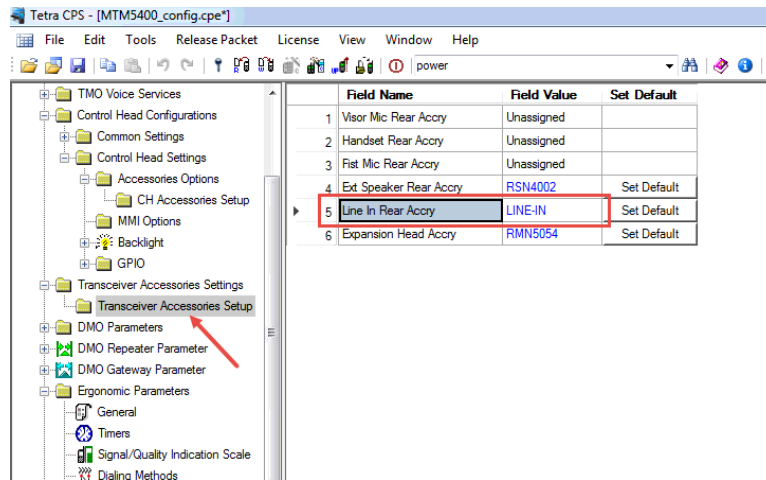 Tetra CPS - [MTM5400_config.cpe*]
File Edit Tools Release Packet License View Window Help
power
TMO Voice Services
Control Head Configurations
Common Settings
Control Head Settings
Accessories Options
CH Accessories Setup
MMI Options
Backlight
GPIO
Transceiver Accessories Settings
Transceiver Accessories Setup
DMO Parameters
DMO Repeater Parameter
DMO Gateway Parameter
Ergonomic Parameters
General
Timers
Signal/Quality Indication Scale
Dialing Methods
Field Name Field Value Set Default
1 Visor Mic Rear Accry Unassigned
2 Handset Rear Accry Unassigned
3 Fist Mic Rear Accry Unassigned
4 Ext Speaker Rear Accry RSN4002 Set Default
5 Line In Rear Accry LINE-IN Set Default
6 Expansion Head Accry RMN5054 Set Default